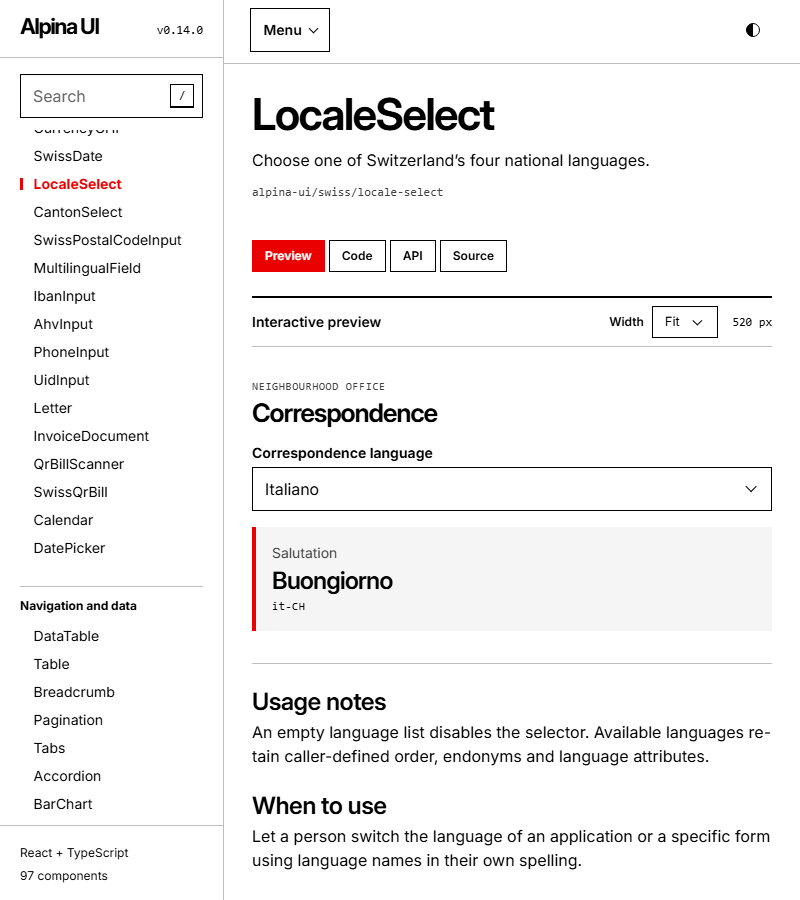 Alpina UI
v0.14.0
Search
/
SwissDate
LocaleSelect
CantonSelect
SwissPostalCodeInput
MultilingualField
IbanInput
AhvInput
PhoneInput
UidInput
Letter
InvoiceDocument
QrBillScanner
SwissQrBill
Calendar
DatePicker
Navigation and data
DataTable
Table
Breadcrumb
Pagination
Tabs
Accordion
BarChart
React + TypeScript
97 components
Menu
LocaleSelect
Choose one of Switzerland’s four national languages.
alpina-ui/swiss/locale-select
Preview
Code
API
Source
Interactive preview
Width
Fit
520 px
NEIGHBOURHOOD OFFICE
Correspondence
Correspondence language
Italiano
Salutation
Buongiorno
it-CH
Usage notes
An empty language list disables the selector. Available languages re-
tain caller-defined order, endonyms and language attributes.
When to use
Let a person switch the language of an application or a specific form
using language names in their own spelling.